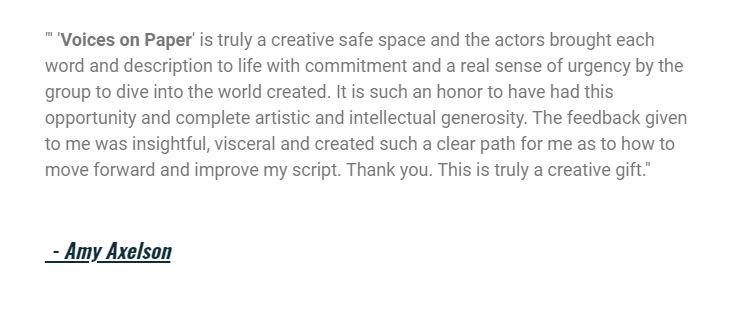 "' 'Voices on Paper' is truly a creative safe space and the actors brought each
word and description to life with commitment and a real sense of urgency by the
group to dive into the world created. It is such an honor to have had this
opportunity and complete artistic and intellectual generosity. The feedback given
to me was insightful, visceral and created such a clear path for me as to how to
move forward and improve my script. Thank you. This is truly a creative gift."
- Amy Axelson